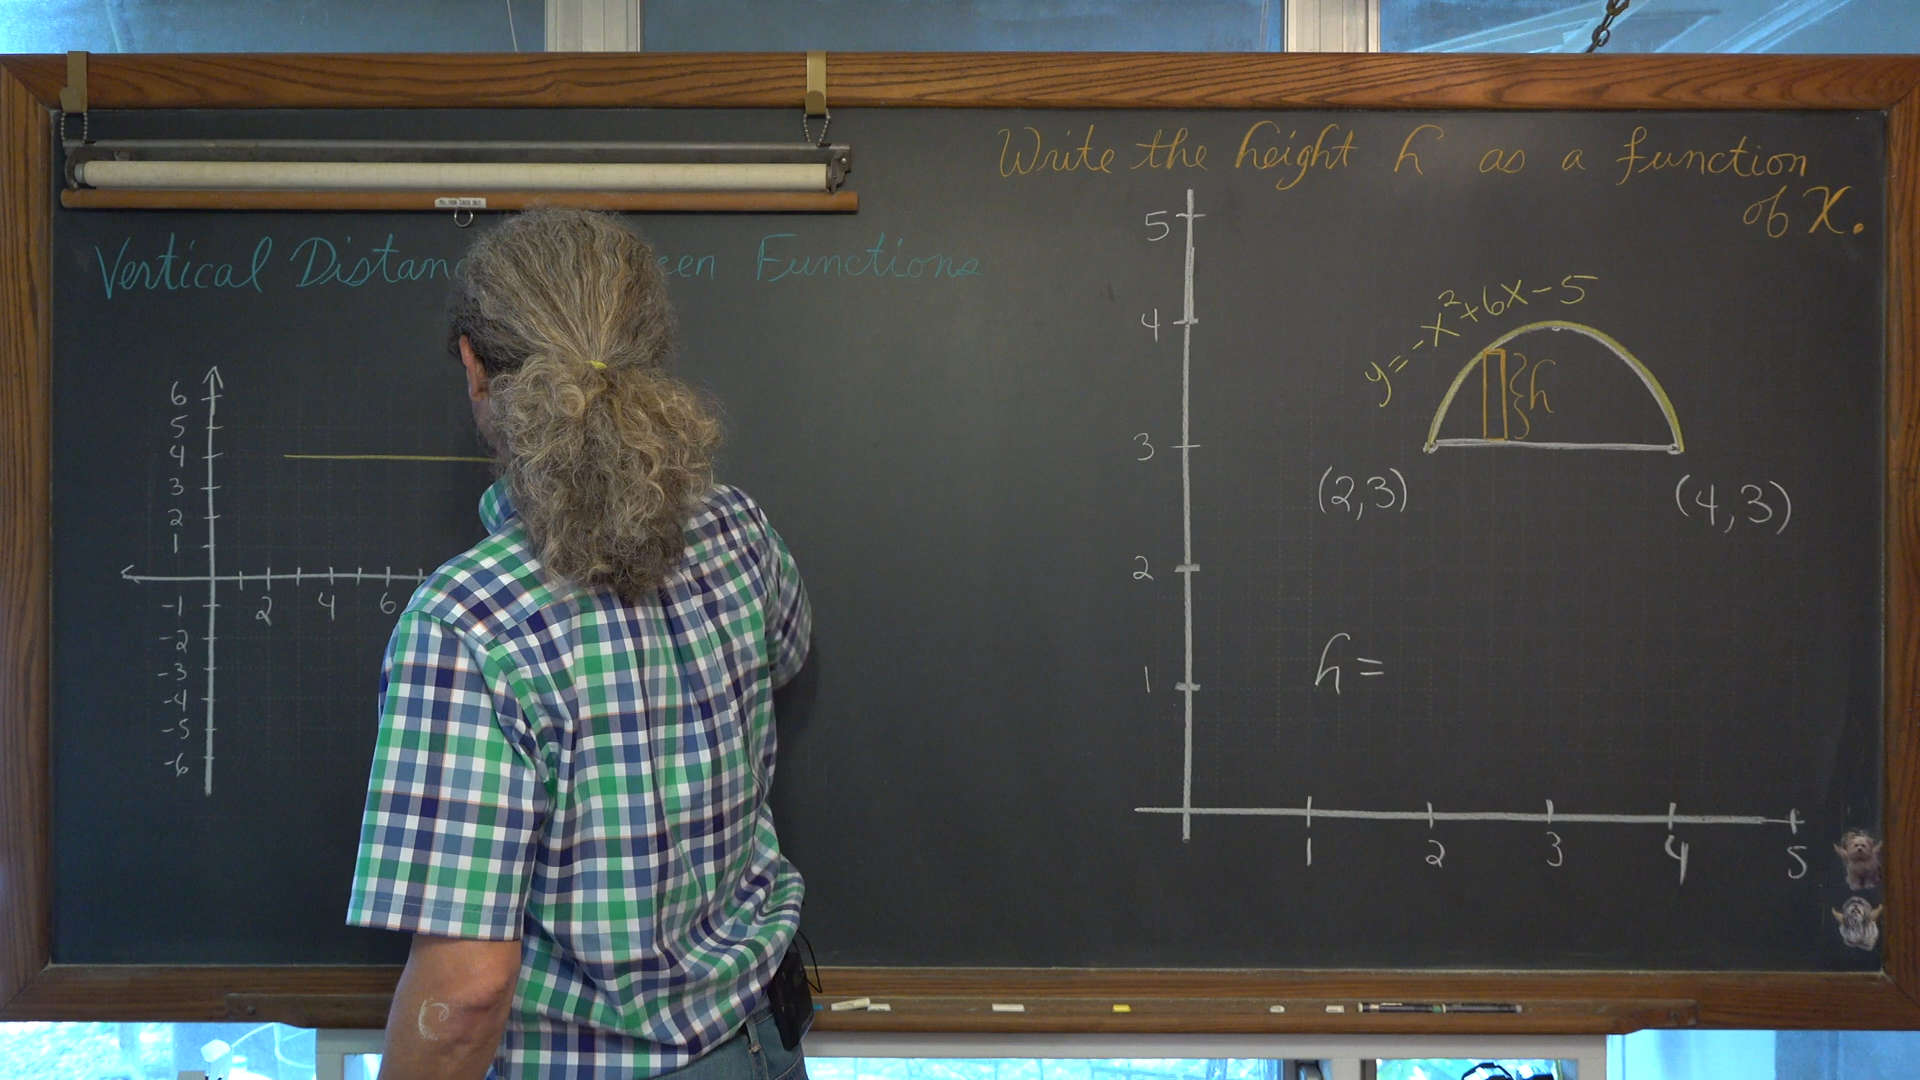 Write the height h as a function
of x.
Vertical Distan een Functions
5
4
3
2
1
y = -x² + 6x - 5
h
(2,3)
(4,3)
h =
1 2 3 4 5
6
5
4
3
2
1
2 4 6
-1
-2
-3
-4
-5
-6